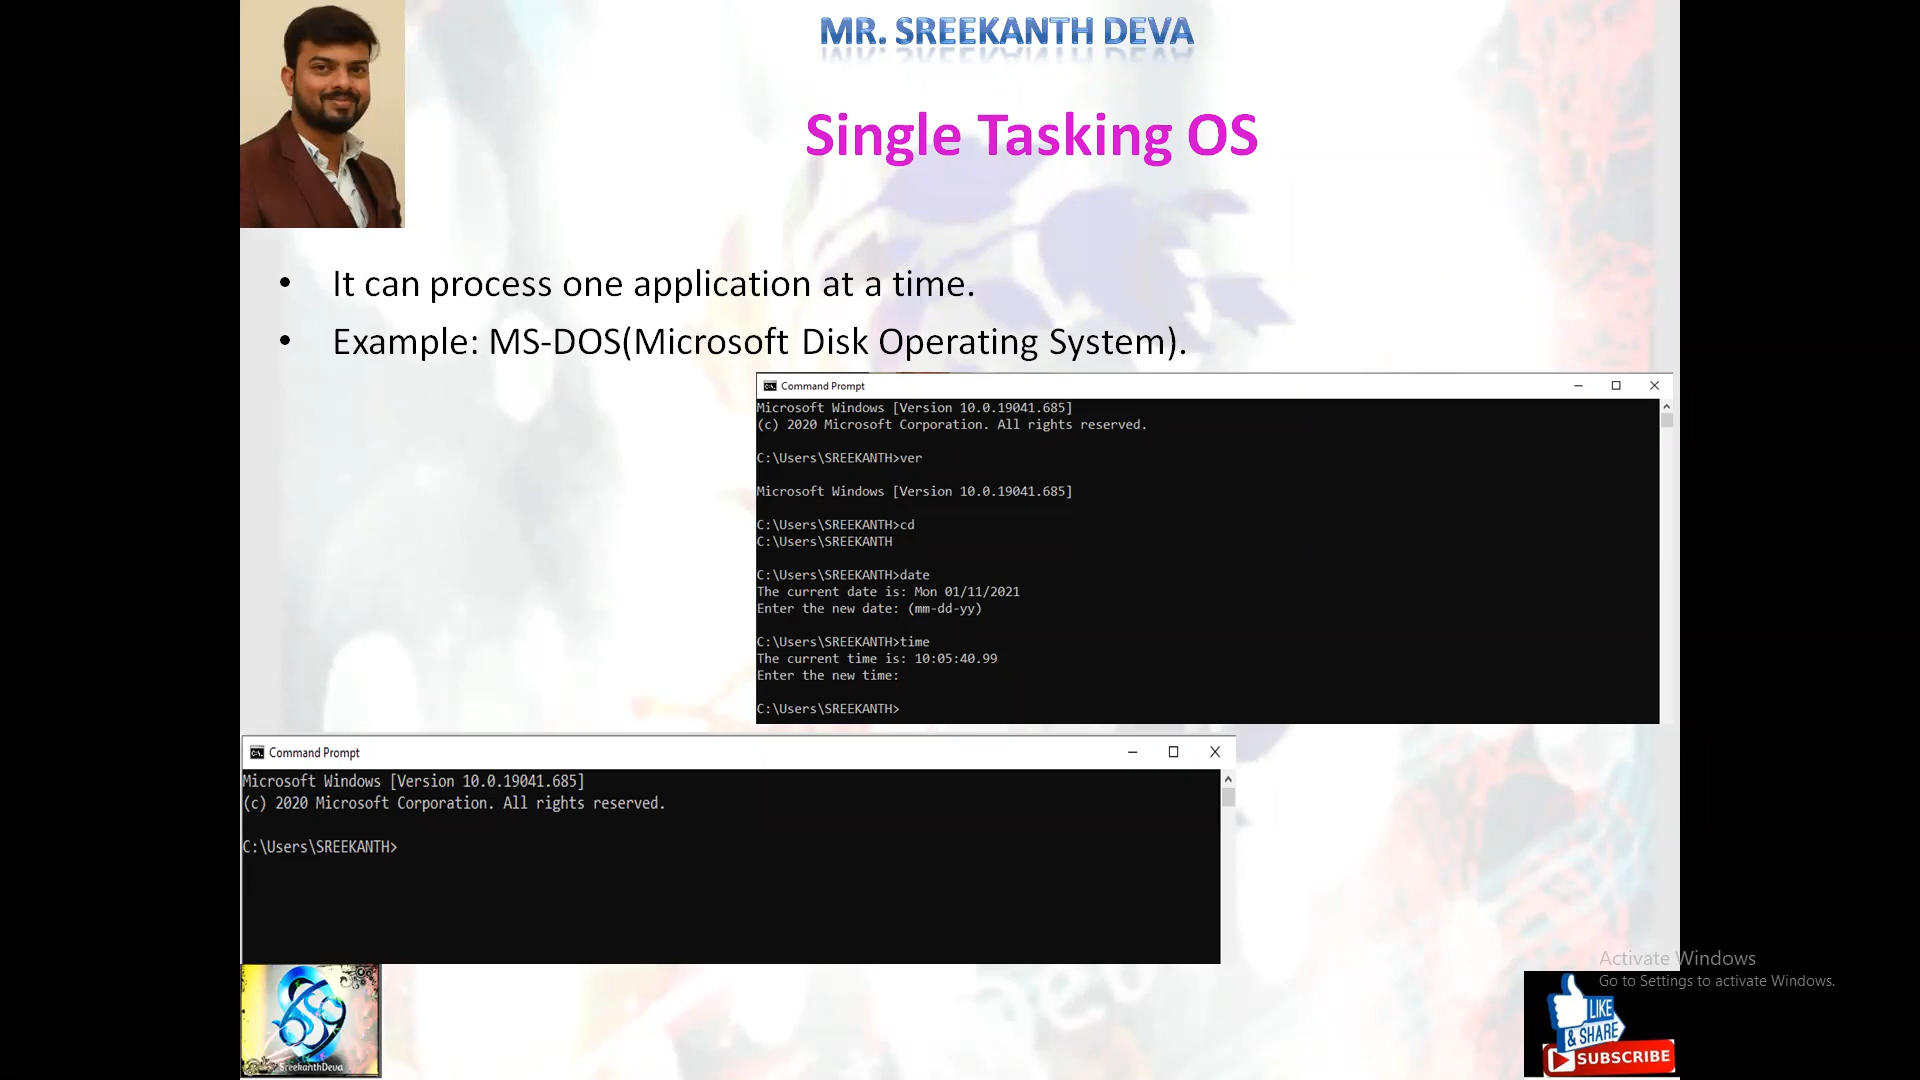 MR. SREEKANTH DEVA
Single Tasking OS
• It can process one application at a time.
• Example: MS-DOS(Microsoft Disk Operating System).
Command Prompt
Microsoft Windows [Version 10.0.19041.685]
(c) 2020 Microsoft Corporation. All rights reserved.
C:\Users\SREEKANTH>ver
Microsoft Windows [Version 10.0.19041.685]
C:\Users\SREEKANTH>cd
C:\Users\SREEKANTH
C:\Users\SREEKANTH>date
The current date is: Mon 01/11/2021
Enter the new date: (mm-dd-yy)
C:\Users\SREEKANTH>time
The current time is: 10:05:40.99
Enter the new time:
C:\Users\SREEKANTH>
Command Prompt
Microsoft Windows [Version 10.0.19041.685]
(c) 2020 Microsoft Corporation. All rights reserved.
C:\Users\SREEKANTH>
SreekanthDeva
Activate Windows
Go to Settings to activate Windows.
LIKE
& SHARE
SUBSCRIBE